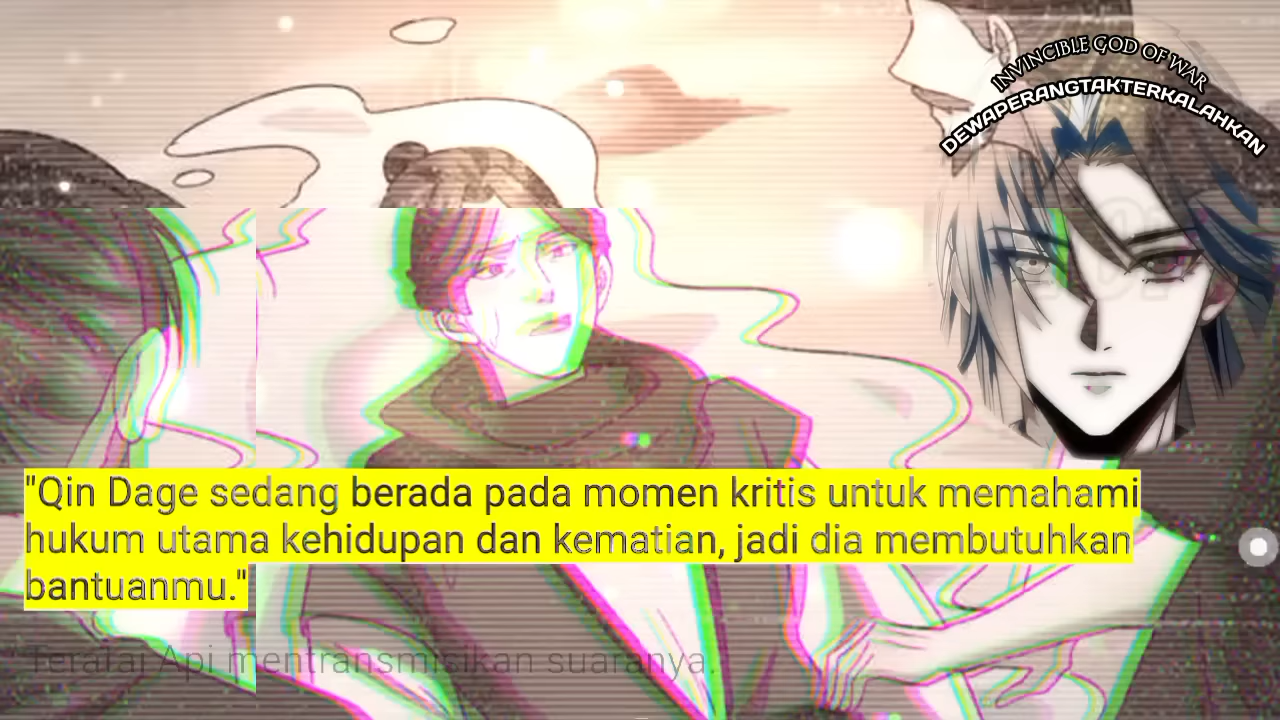 INVINCIBLE GOD OF WAR
DEWAPERANGTAKTERKALAHKAN
"Qin Dage sedang berada pada momen kritis untuk memahami
hukum utama kehidupan dan kematian, jadi dia membutuhkan
bantuanmu."
Teratai Api mentransmisikan suaranya.